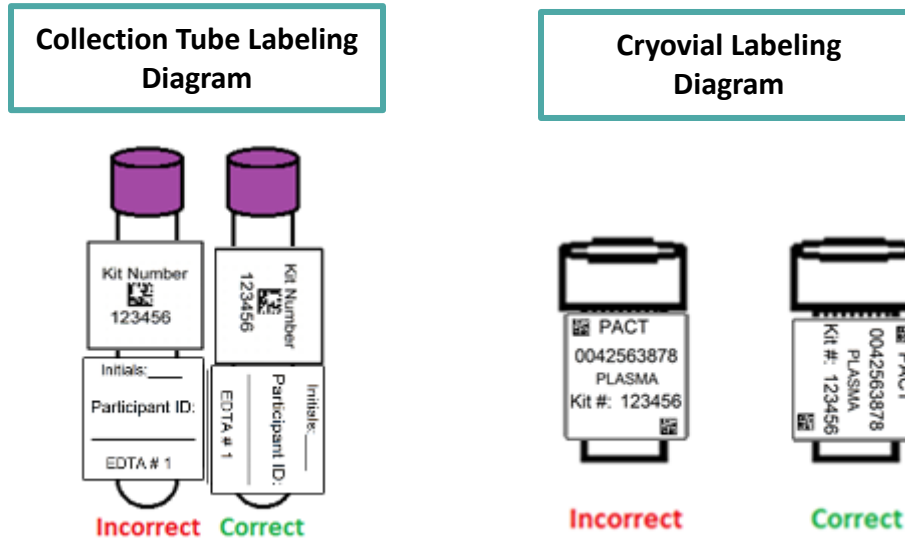 Collection Tube Labeling
Diagram
Cryovial Labeling
Diagram
Kit Number
123456
Initials:____
Participant ID:
EDTA # 1
Kit Number
123456
Initials:____
Participant ID:
EDTA # 1
Incorrect
Correct
PACT
0042563878
PLASMA
Kit #: 123456
PACT
0042563878
PLASMA
Kit #: 123456
Incorrect
Correct